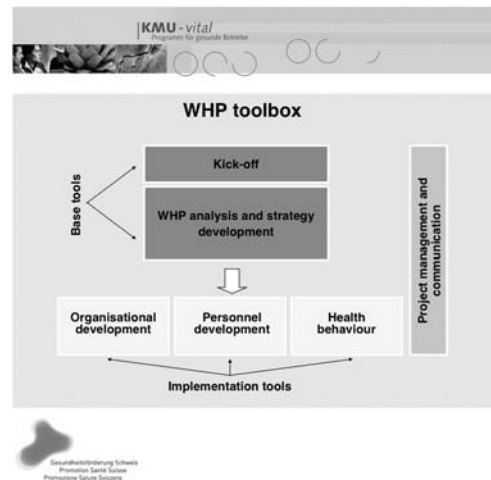 KMU-vital
Programm für gesunde Betriebe
WHP toolbox
Kick-off
Base tools
WHP analysis and strategy
development
Project management and
communication
Organisational
development
Personnel
development
Health
behaviour
Implementation tools
Gesundheitsförderung Schweiz
Promotion Santé Suisse
Promozione Salute Svizzera